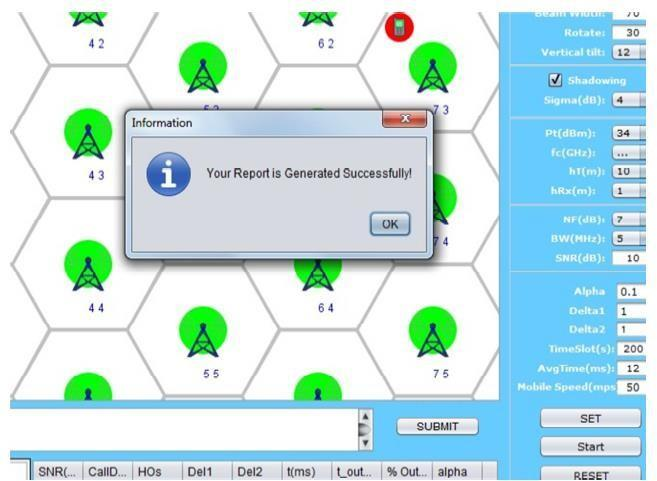 Beam Width: 70
4 2
6 2
Rotate: 30
Vertical tilt: 12
Shadowing
5 2
7 3
Sigma(dB): 4
Information
Pt(dBm): 34
fc(GHz): ...
4 3
Your Report is Generated Successfully!
hT(m): 10
hRx(m): 1
OK
NF(dB): 7
7 4
BW(MHz): 5
SNR(dB): 10
4 4
6 4
Alpha 0.1
Delta1 1
Delta2 1
TimeSlot(s): 200
5 5
7 5
AvgTime(ms): 12
Mobile Speed(mps 50
SUBMIT
SET
Start
SNR(... CallD... HOs Del1 Del2 t(ms) t_out... % Out... alpha
RESET